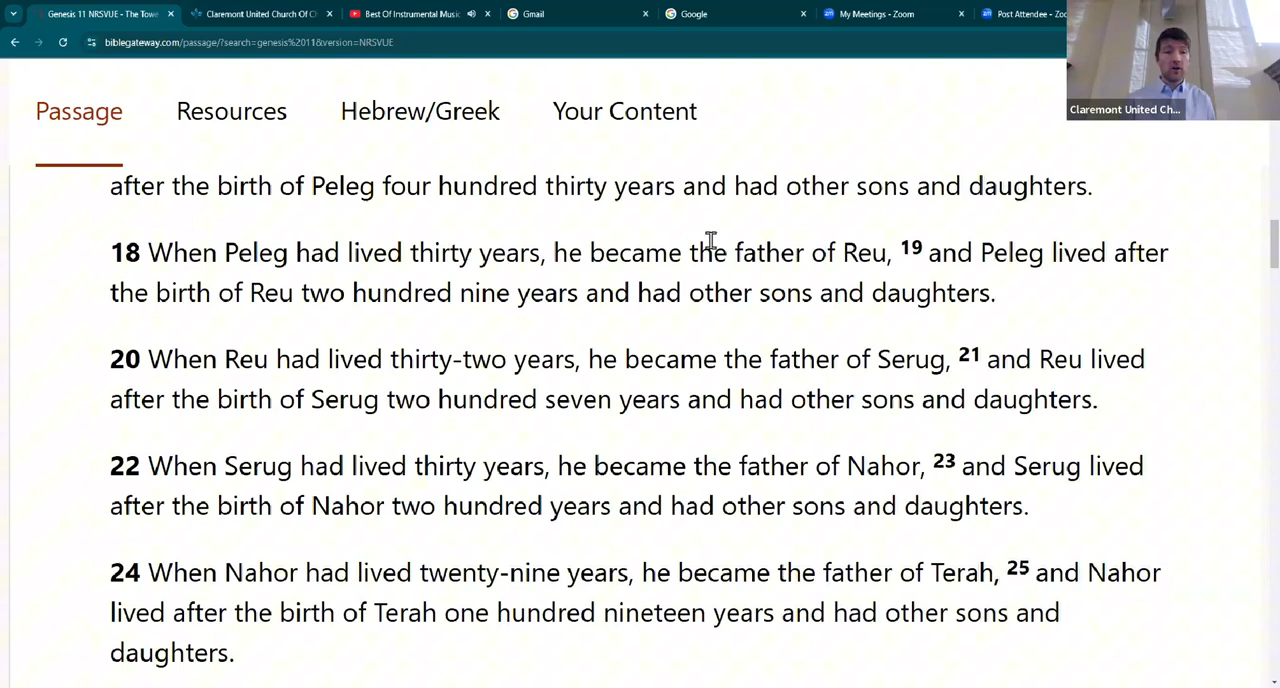 Genesis 11 NRSVUE - The Towe
Claremont United Church Of C
Best Of Instrumental Music
Gmail
Google
My Meetings - Zoom
Post Attendee - Zoo
biblegateway.com/passage/?search=genesis%2011&version=NRSVUE
Claremont United Ch...
Passage
Resources
Hebrew/Greek
Your Content
after the birth of Peleg four hundred thirty years and had other sons and daughters.
18 When Peleg had lived thirty years, he became the father of Reu, 19 and Peleg lived after
the birth of Reu two hundred nine years and had other sons and daughters.
20 When Reu had lived thirty-two years, he became the father of Serug, 21 and Reu lived
after the birth of Serug two hundred seven years and had other sons and daughters.
22 When Serug had lived thirty years, he became the father of Nahor, 23 and Serug lived
after the birth of Nahor two hundred years and had other sons and daughters.
24 When Nahor had lived twenty-nine years, he became the father of Terah, 25 and Nahor
lived after the birth of Terah one hundred nineteen years and had other sons and
daughters.